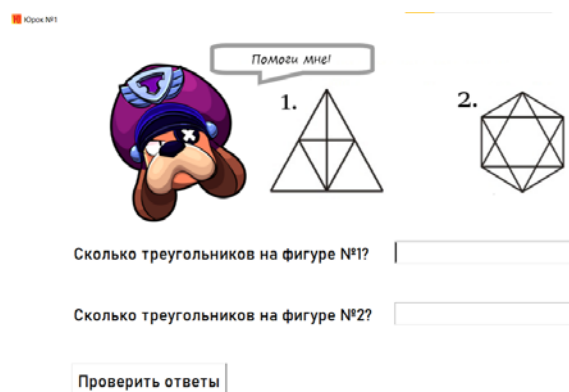 Юрок №1
Помоги мне!
1.
2.
Сколько треугольников на фигуре №1?
Сколько треугольников на фигуре №2?
Проверить ответы